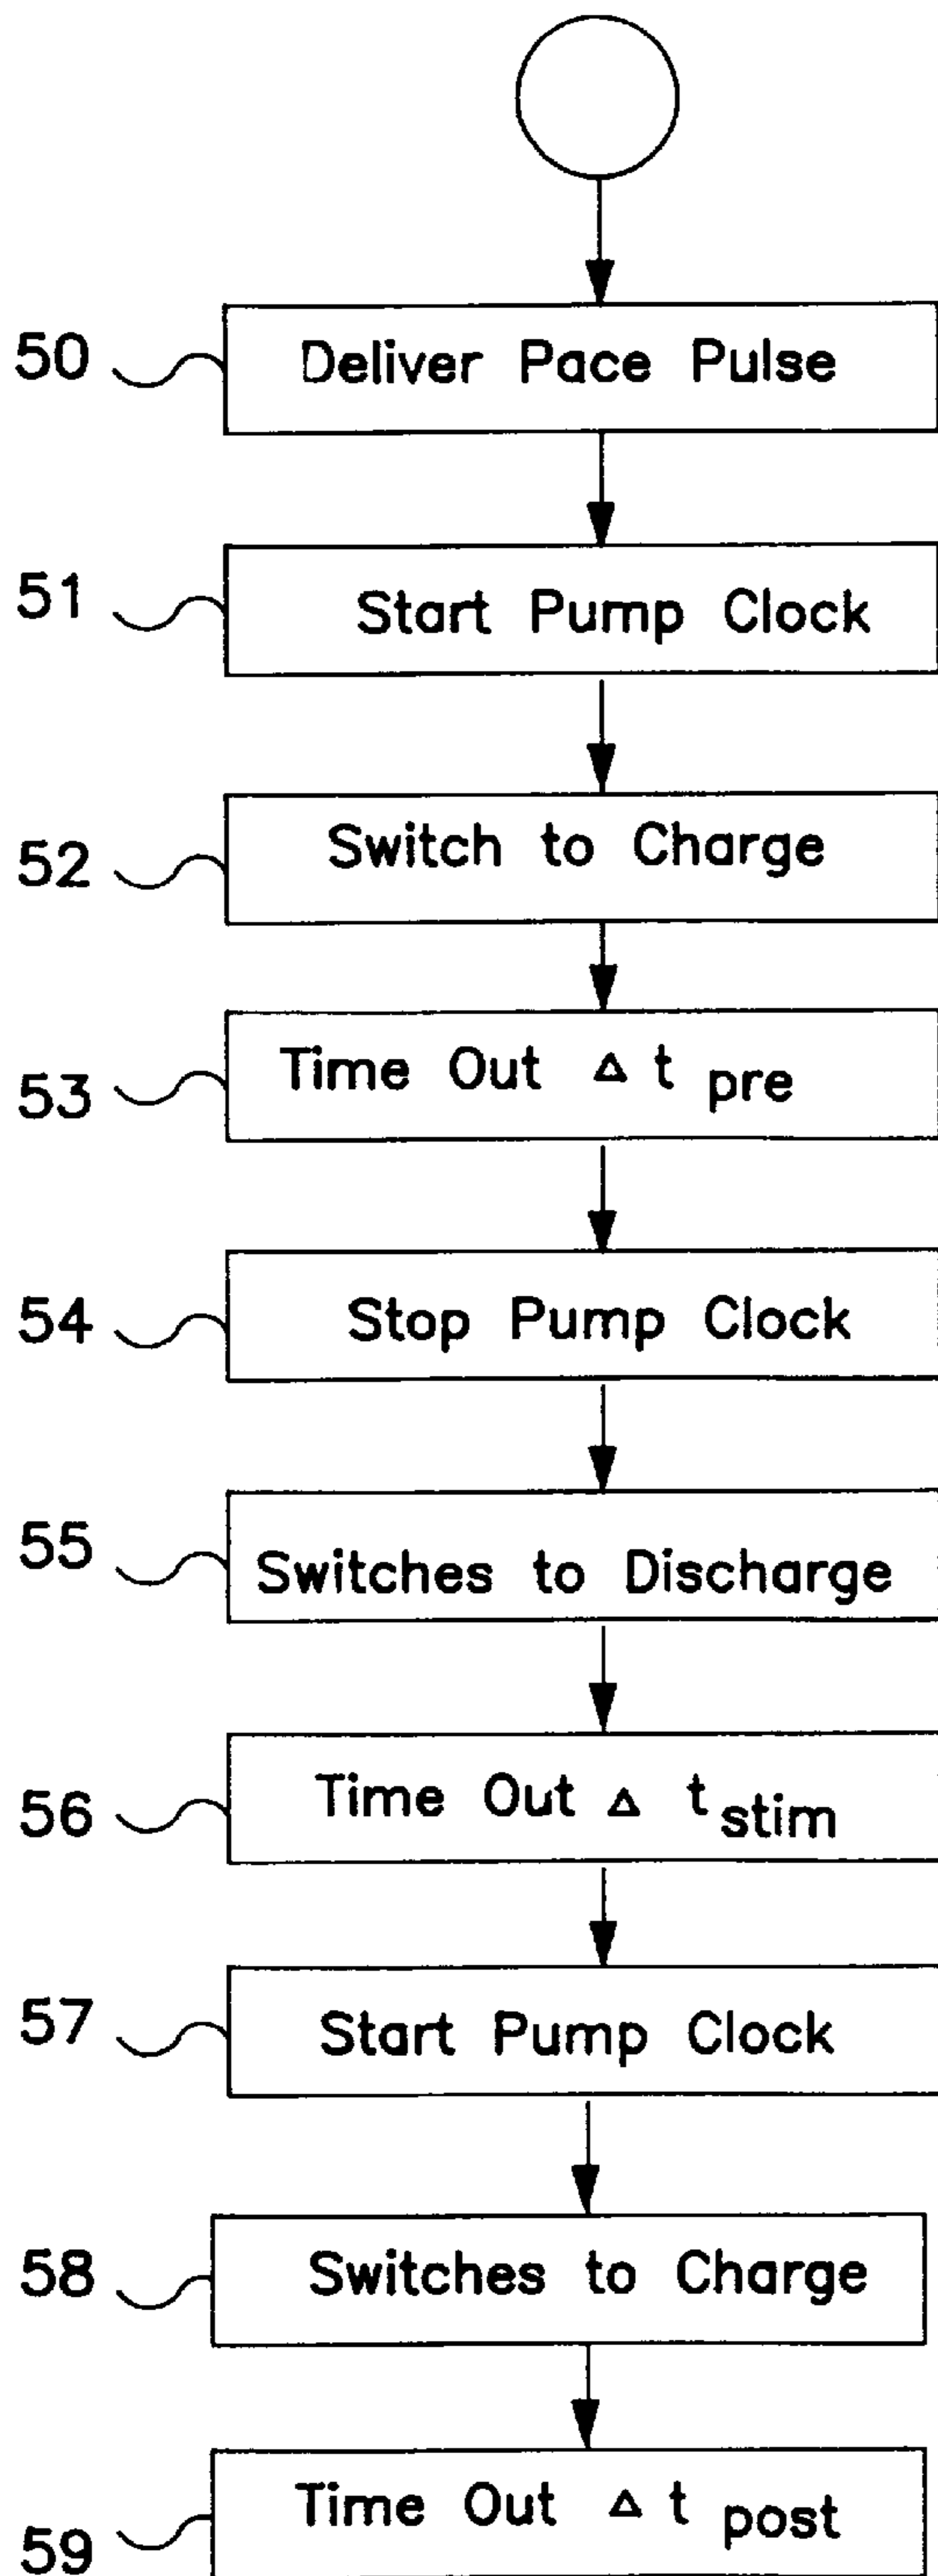 50 Deliver Pace Pulse
51 Start Pump Clock
52 Switch to Charge
53 Time Out Δ t pre
54 Stop Pump Clock
55 Switches to Discharge
56 Time Out Δ t stim
57 Start Pump Clock
58 Switches to Charge
59 Time Out Δ t post